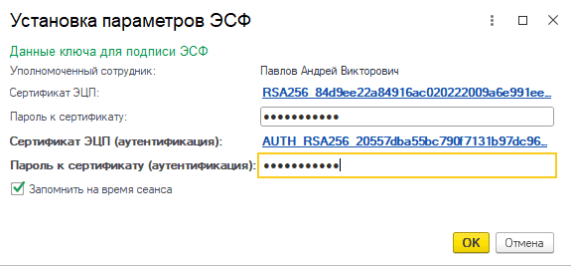 Установка параметров ЭСФ
Данные ключа для подписи ЭСФ
Уполномоченный сотрудник: Павлов Андрей Викторович
Сертификат ЭЦП: RSA256_84d9ee22a84916ac020222009a6e991ee...
Пароль к сертификату: ●●●●●●●●●●●
Сертификат ЭЦП (аутентификация): AUTH_RSA256_20557dba55bc790f7131b97dc96...
Пароль к сертификату (аутентификация): ●●●●●●●●●●●
Запомнить на время сеанса
OK Отмена